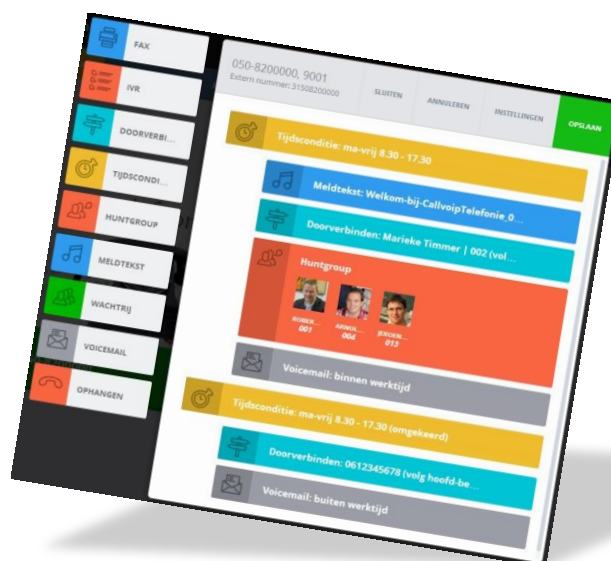 FAX
IVR
DOORVERBI...
TIJDSCONDI...
HUNTGROUP
MELDTEKST
WACHTRIJ
VOICEMAIL
OPHANGEN
050-8200000, 9001
Extern nummer: 31508200000
SLUITEN
ANNULEREN
INSTELLINGEN
OPSLAAN
Tijdsconditie: ma-vrij 8.30 - 17.30
Meldtekst: Welkom-bij-CallvoipTelefonie_0...
Doorverbinden: Marieke Timmer | 002 (vol...
Huntgroup
ROBER...
001
ARNOL...
004
JEROEN...
015
Voicemail: binnen werktijd
Tijdsconditie: ma-vrij 8.30 - 17.30 (omgekeerd)
Doorverbinden: 0612345678 (volg hoofd-be...
Voicemail: buiten werktijd